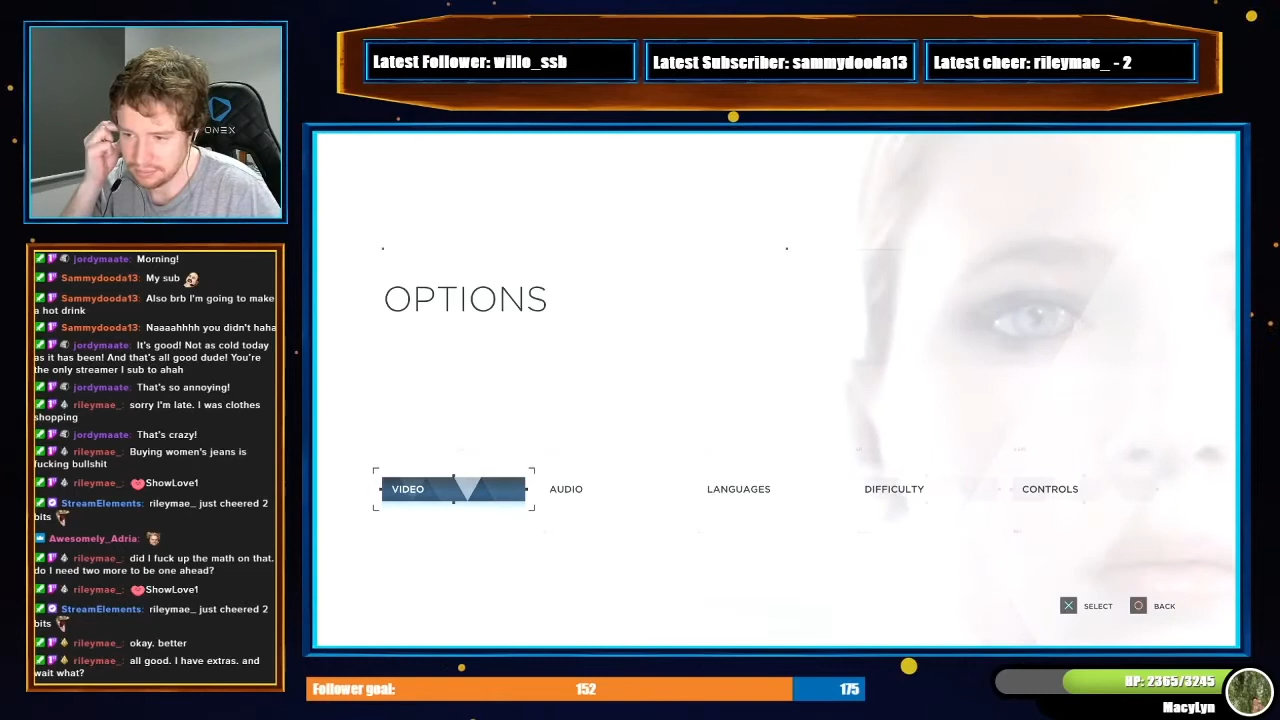 Latest Follower: willo_ssb
Latest Subscriber: sammydooda13
Latest cheer: rileymae_ - 2
ONEX
jordymaate: Morning!
Sammydooda13: My sub
Sammydooda13: Also brb I'm going to make
a hot drink
Sammydooda13: Naaaahhhh you didn't haha
jordymaate: It's good! Not as cold today
as it has been! And that's all good dude! You're
the only streamer I sub to ahah
jordymaate: That's so annoying!
rileymae_: sorry I'm late. I was clothes
shopping
jordymaate: That's crazy!
rileymae_: Buying women's jeans is
fucking bullshit
rileymae_: ShowLove1
StreamElements: rileymae_ just cheered 2
bits
Awesomely_Adria:
rileymae_: did I fuck up the math on that.
do I need two more to be one ahead?
rileymae_: ShowLove1
StreamElements: rileymae_ just cheered 2
bits
rileymae_: okay. better
rileymae_: all good. I have extras. and
wait what?
OPTIONS
VIDEO
AUDIO
LANGUAGES
DIFFICULTY
CONTROLS
SELECT
BACK
Follower goal:
152
175
HP: 2365/3245
MacyLyn